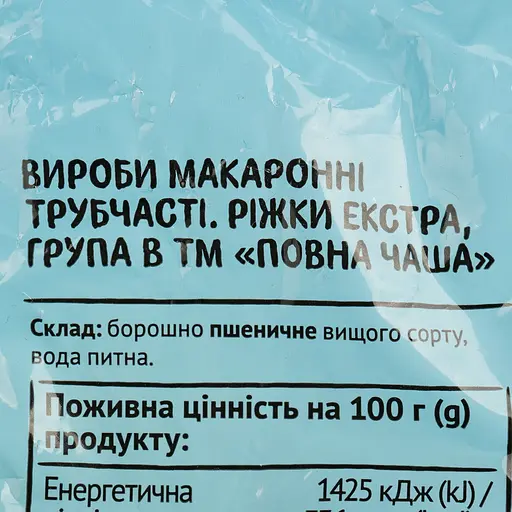 ВИРОБИ МАКАРОННІ
ТРУБЧАСТІ. РІЖКИ ЕКСТРА,
ГРУПА В ТМ «ПОВНА ЧАША»
Склад: борошно пшеничне вищого сорту,
вода питна.
Поживна цінність на 100 г (g)
продукту:
Енергетична 1425 кДж (kJ) /